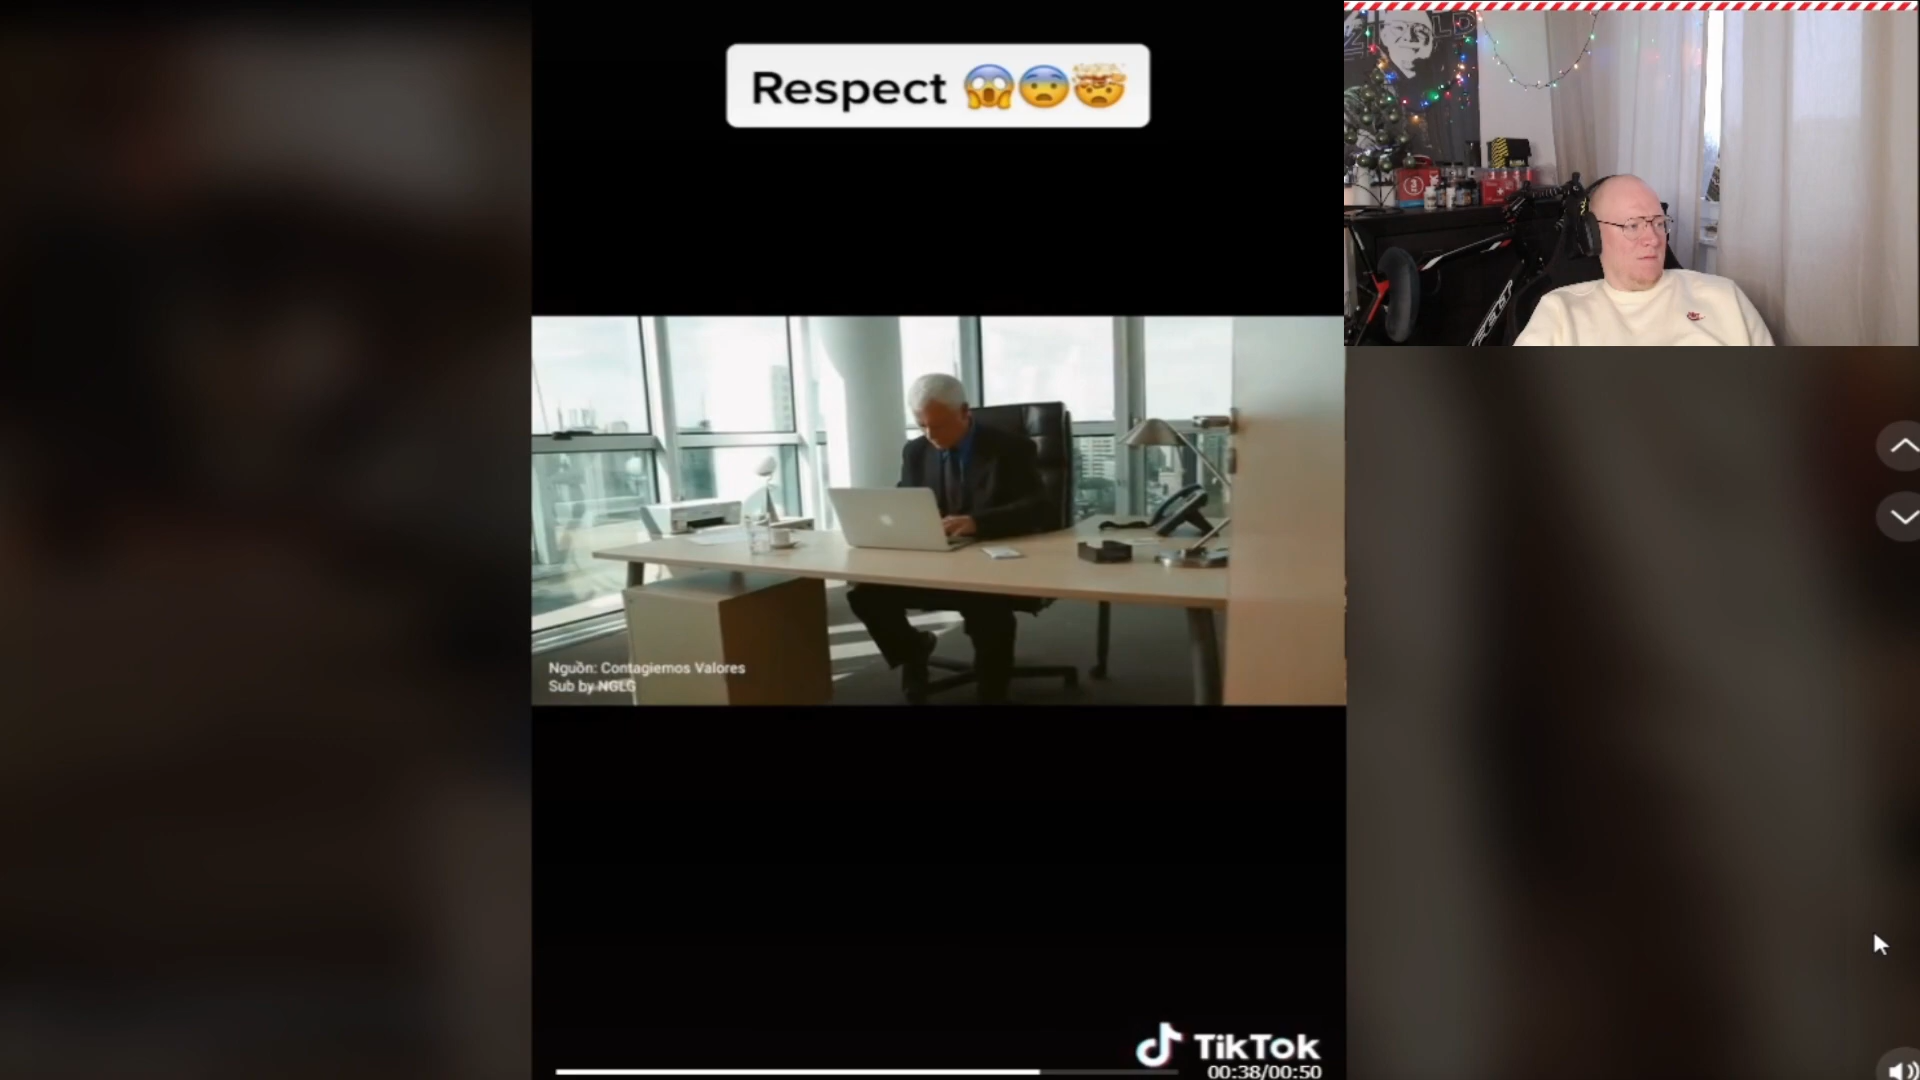 Respect 😱😨🤯
Nguồn: Contagiemos Valores
Sub by NGLG
TikTok
00:38/00:50